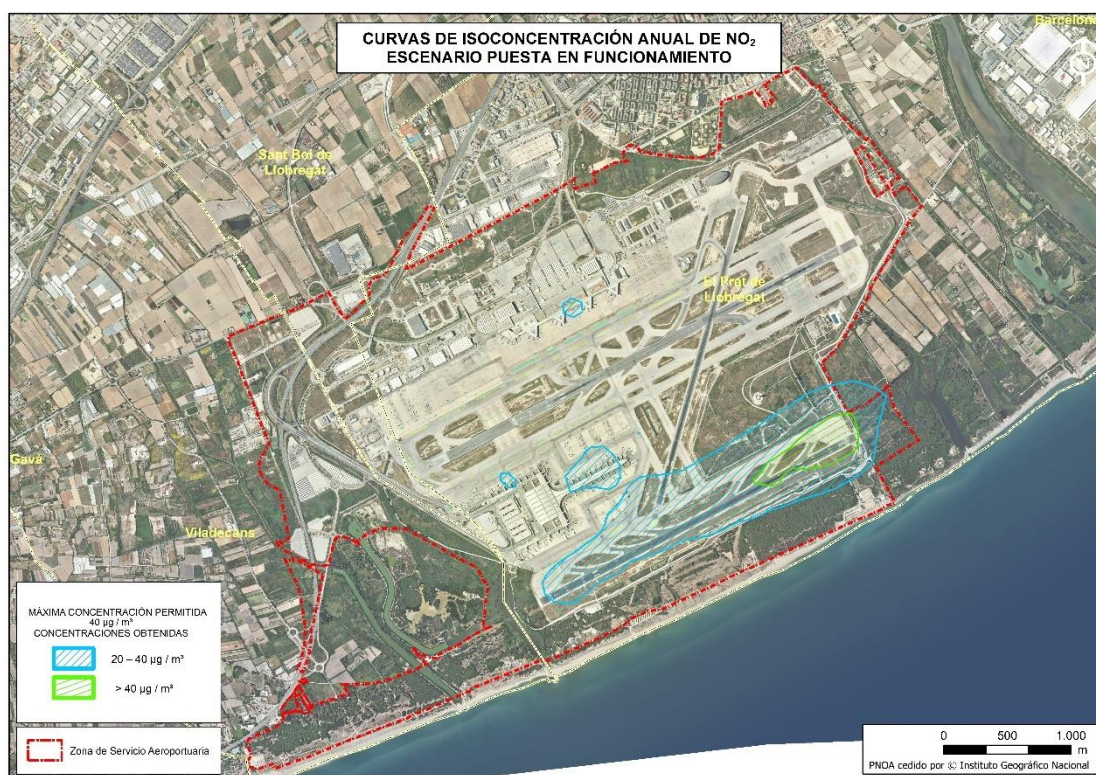 CURVAS DE ISOCONCENTRACIÓN ANUAL DE NO₂
ESCENARIO PUESTA EN FUNCIONAMIENTO
Barcelona
Sant Boi de
Llobregat
El Prat de
Llobregat
Gavà
Viladecans
MÁXIMA CONCENTRACIÓN PERMITIDA
40 µg / m³
CONCENTRACIONES OBTENIDAS
20 – 40 µg / m³
> 40 µg / m³
Zona de Servicio Aeroportuaria
0 500 1.000
m
PNOA cedido por © Instituto Geográfico Nacional